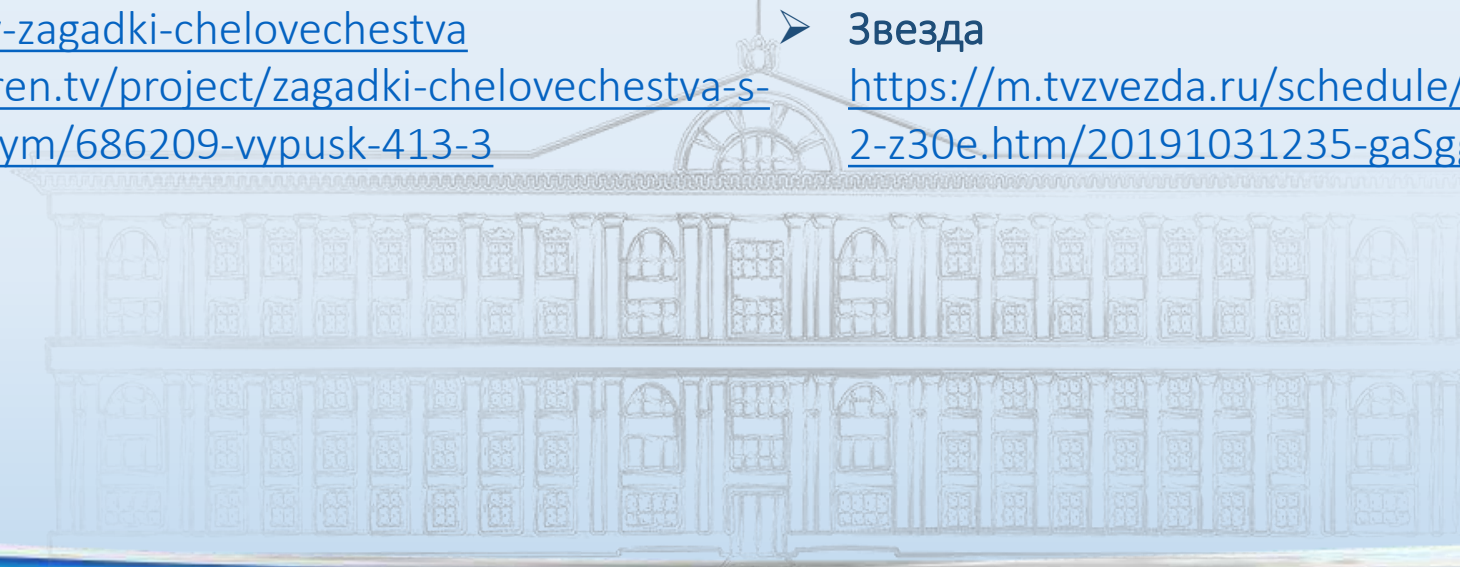 -zagadki-chelovechestva
ren.tv/project/zagadki-chelovechestva-s-
ym/686209-vypusk-413-3
Звезда
https://m.tvzvezda.ru/schedule/
2-z30e.htm/20191031235-gaSg